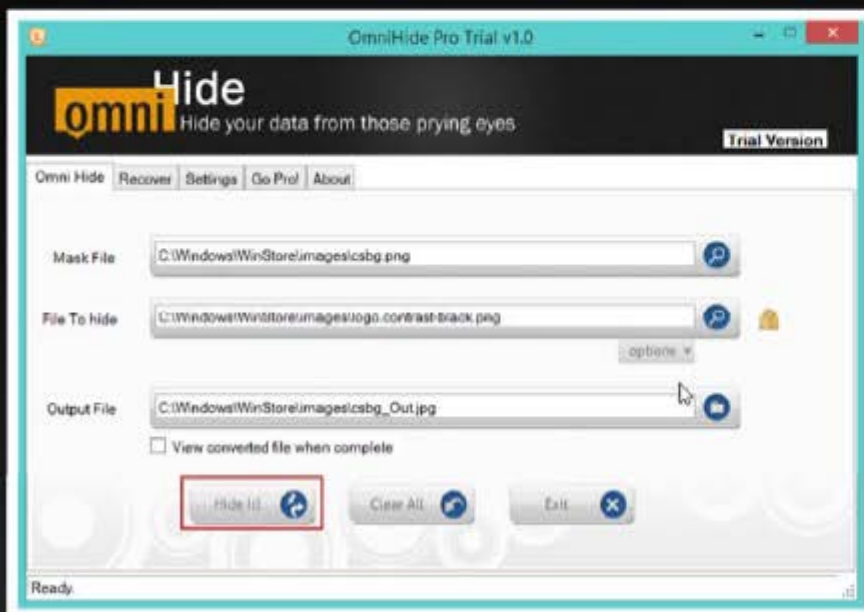 OmniHide Pro Trial v1.0
omni Hide
Hide your data from those prying eyes
Trial Version
Omni Hide Recover Settings Go Pro! About
Mask File C:\Windows\WinStore\images\csbg.png
File To hide C:\Windows\WinStore\images\logo.contrast-black.png
options
Output File C:\Windows\WinStore\images\csbg_Out.jpg
View converted file when complete
Hide It! Clear All Exit
Ready.